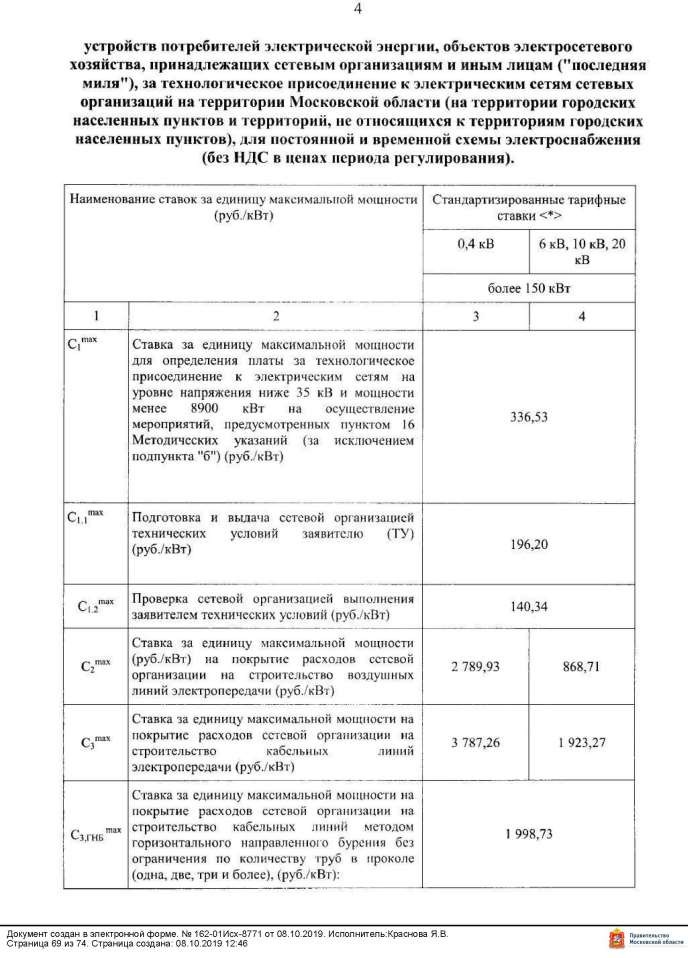 4
устройств потребителей электрической энергии, объектов электросетевого
хозяйства, принадлежащих сетевым организациям и иным лицам ("последняя
миля"), за технологическое присоединение к электрическим сетям сетевых
организаций на территории Московской области (на территории городских
населенных пунктов и территорий, не относящихся к территориям городских
населенных пунктов), для постоянной и временной схемы электроснабжения
(без НДС в ценах периода регулирования).
Наименование ставок за единицу максимальной мощности
(руб./кВт)
Стандартизированные тарифные
ставки <*>
0,4 кВ
6 кВ, 10 кВ, 20
кВ
более 150 кВт
1 2 3 4
C1 max
Ставка за единицу максимальной мощности
для определения платы за технологическое
присоединение к электрическим сетям на
уровне напряжения ниже 35 кВ и мощности
менее 8900 кВт на осуществление
мероприятий, предусмотренных пунктом 16
Методических указаний (за исключением
подпункта "б") (руб./кВт)
336,53
C1.1 max
Подготовка и выдача сетевой организацией
технических условий заявителю (ТУ)
(руб./кВт)
196,20
C1.2 max
Проверка сетевой организацией выполнения
заявителем технических условий (руб./кВт)
140,34
C2 max
Ставка за единицу максимальной мощности
(руб./кВт) на покрытие расходов сетевой
организации на строительство воздушных
линий электропередачи (руб./кВт)
2 789,93 868,71
C3 max
Ставка за единицу максимальной мощности на
покрытие расходов сетевой организации на
строительство кабельных линий
электропередачи (руб./кВт)
3 787,26 1 923,27
C3,ГНБ max
Ставка за единицу максимальной мощности на
покрытие расходов сетевой организации на
строительство кабельных линий методом
горизонтального направленного бурения без
ограничения по количеству труб в проколе
(одна, две, три и более), (руб./кВт):
1 998,73
Документ создан в электронной форме. № 162-01Исх-8771 от 08.10.2019. Исполнитель:Краснова Я.В.
Страница 69 из 74. Страница создана: 08.10.2019 12:46
Правительство
Московской области